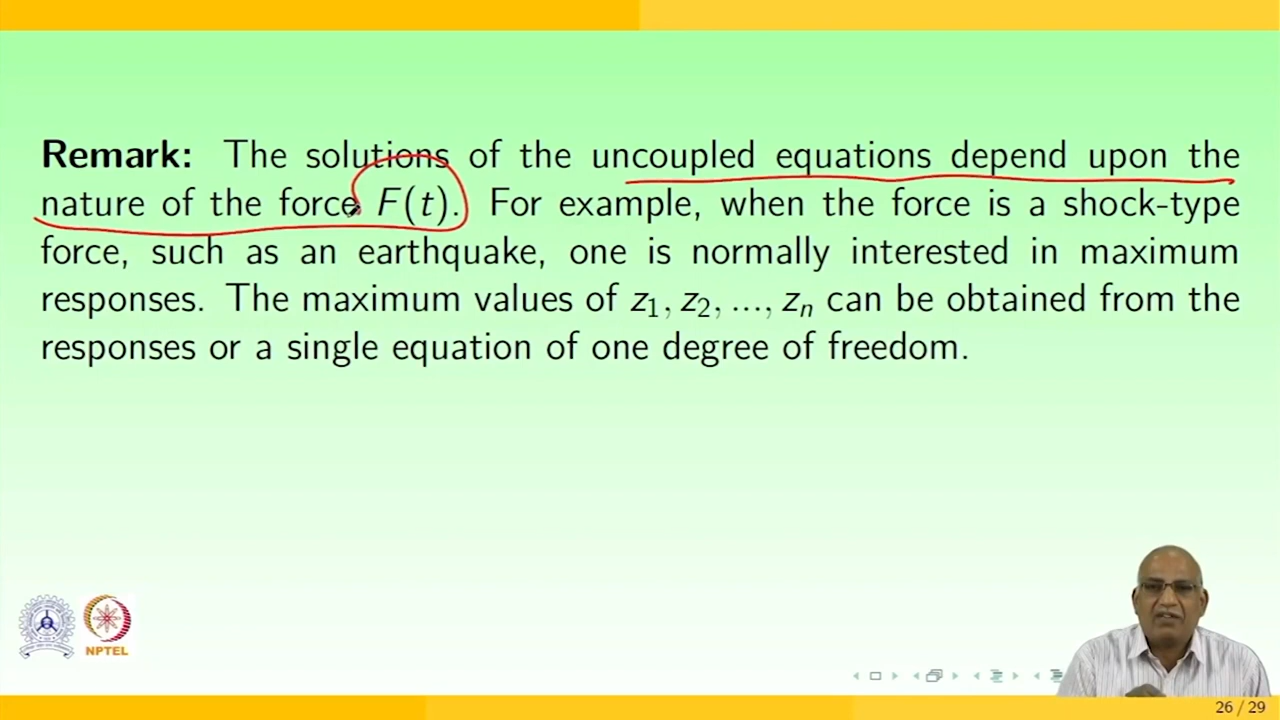 Remark: The solutions of the uncoupled equations depend upon the
nature of the force F(t). For example, when the force is a shock-type
force, such as an earthquake, one is normally interested in maximum
responses. The maximum values of z₁, z₂, ..., zₙ can be obtained from the
responses or a single equation of one degree of freedom.
NPTEL
26 / 29